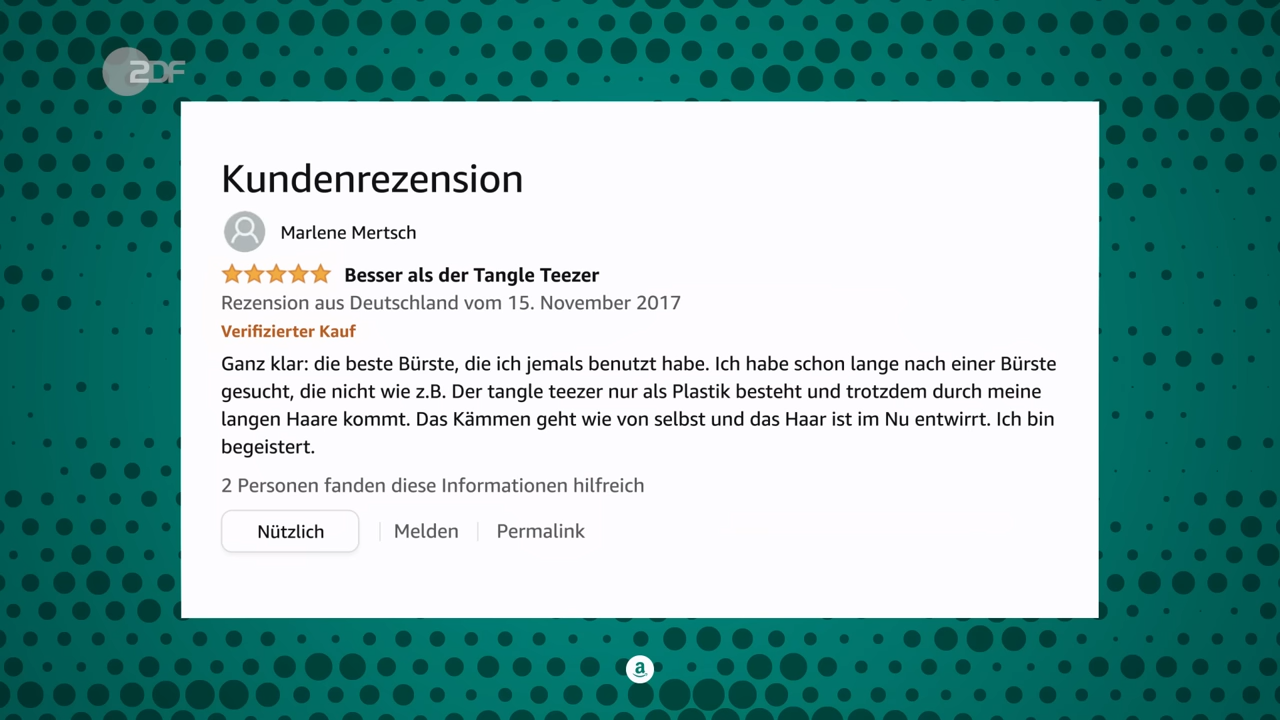 ZDF
Kundenrezension
Marlene Mertsch
Besser als der Tangle Teezer
Rezension aus Deutschland vom 15. November 2017
Verifizierter Kauf
Ganz klar: die beste Bürste, die ich jemals benutzt habe. Ich habe schon lange nach einer Bürste
gesucht, die nicht wie z.B. Der tangle teezer nur als Plastik besteht und trotzdem durch meine
langen Haare kommt. Das Kämmen geht wie von selbst und das Haar ist im Nu entwirrt. Ich bin
begeistert.
2 Personen fanden diese Informationen hilfreich
Nützlich | Melden | Permalink
a